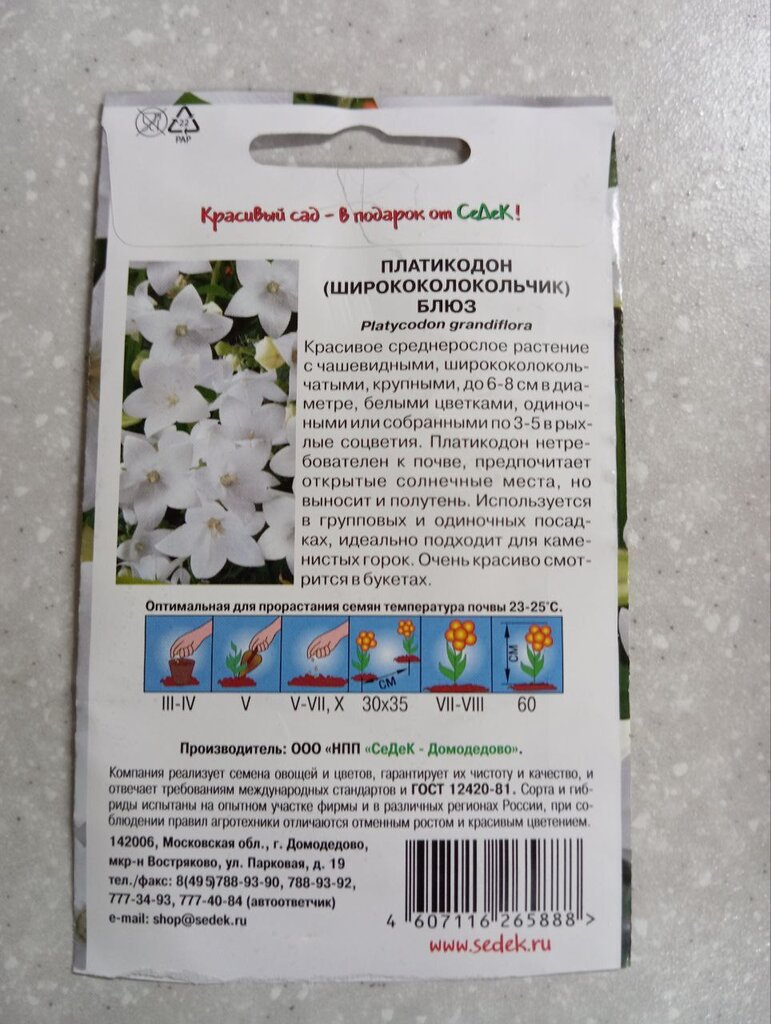 22
PAP
Красивый сад - в подарок от СеДеК!
ПЛАТИКОДОН
(ШИРОКОКОЛОКОЛЬЧИК)
БЛЮЗ
Platycodon grandiflora
Красивое среднерослое растение
с чашевидными, ширококолоколь-
чатыми, крупными, до 6-8 см в диа-
метре, белыми цветками, одиноч-
ными или собранными по 3-5 в рых-
лые соцветия. Платикодон нетре-
бователен к почве, предпочитает
открытые солнечные места, но
выносит и полутень. Используется
в групповых и одиночных посад-
ках, идеально подходит для каме-
нистых горок. Очень красиво смот-
рится в букетах.
Оптимальная для прорастания семян температура почвы 23-25°С.
СМ
СМ
III-IV V V-VII, X 30x35 VII-VIII 60
Производитель: ООО «НПП «СеДеК - Домодедово».
Компания реализует семена овощей и цветов, гарантирует их чистоту и качество, и
отвечает требованиям международных стандартов и ГОСТ 12420-81. Сорта и гиб-
риды испытаны на опытном участке фирмы и в различных регионах России, при со-
блюдении правил агротехники отличаются отменным ростом и красивым цветением.
142006, Московская обл., г. Домодедово,
мкр-н Востряково, ул. Парковая, д. 19
тел./факс: 8(495)788-93-90, 788-93-92,
777-34-93, 777-40-84 (автоответчик)
e-mail: shop@sedek.ru
4 607116 265888 >
www.sedek.ru